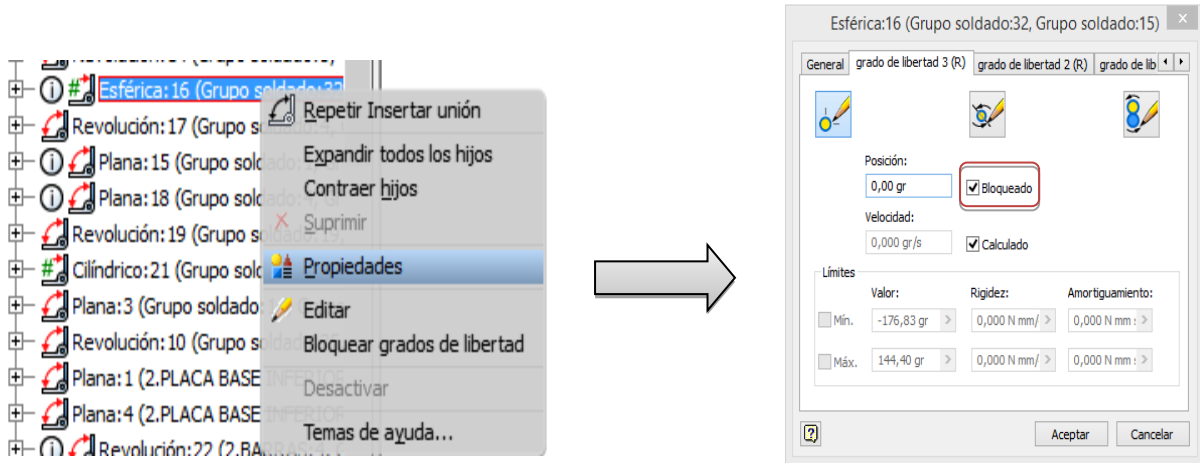 Esférica:16 (Grupo soldado:32
Revolución:17 (Grupo s
Plana:15 (Grupo sol
Plana:18 (Grupo sol
Revolución:19 (Grupo s
Cilíndrico:21 (Grupo sol
Plana:3 (Grupo soldado
Revolución:10 (Grupo s
Plana:1 (2.PLACA BASE INFERIOR
Plana:4 (2.PLACA BASE INFERIOR
Revolución:22 (2.BARRAS
Repetir Insertar unión
Expandir todos los hijos
Contraer hijos
Suprimir
Propiedades
Editar
Bloquear grados de libertad
Desactivar
Temas de ayuda...
Esférica:16 (Grupo soldado:32, Grupo soldado:15)
General grado de libertad 3 (R) grado de libertad 2 (R) grado de lib
Posición:
0,00 gr Bloqueado
Velocidad:
0,000 gr/s Calculado
Límites
Valor: Rigidez: Amortiguamiento:
Mín. -176,83 gr > 0,000 N mm/ > 0,000 N mm s >
Máx. 144,40 gr > 0,000 N mm/ > 0,000 N mm s >
Aceptar Cancelar